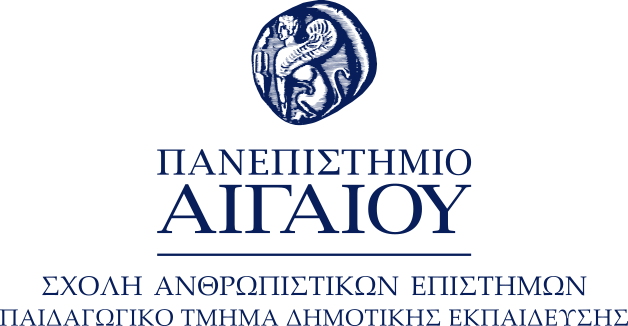 ΠΑΝΕΠΙΣΤΗΜΙΟ
ΑΙΓΑΙΟΥ
ΣΧΟΛΗ ΑΝΘΡΩΠΙΣΤΙΚΩΝ ΕΠΙΣΤΗΜΩΝ
ΠΑΙΔΑΓΩΓΙΚΟ ΤΜΗΜΑ ΔΗΜΟΤΙΚΗΣ ΕΚΠΑΙΔΕΥΣΗΣ